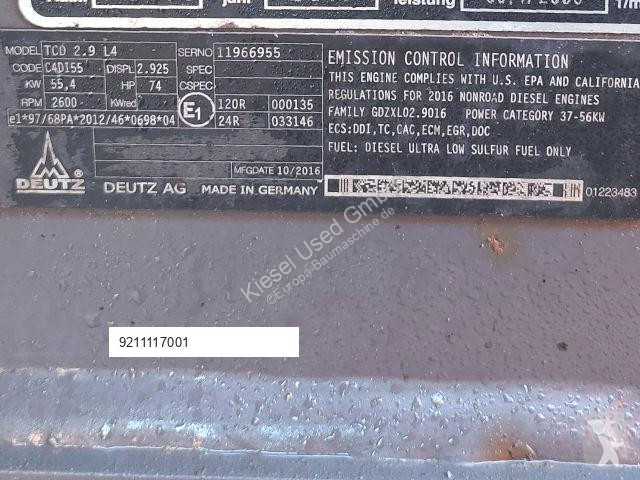 jahr
leistung
MODEL TCD 2.9 L4
SERNO 11966955
CODE C4D155 DISPL 2.925 SPEC
KW 55,4 HP 74 CSPEC
RPM 2600 KWred E1 120R 000135
e1*97/68PA*2012/46*0698*04 24R 033146
MFGDATE 10/2016
DEUTZ ® DEUTZ AG MADE IN GERMANY
EMISSION CONTROL INFORMATION
THIS ENGINE COMPLIES WITH U.S. EPA AND CALIFORNIA
REGULATIONS FOR 2016 NONROAD DIESEL ENGINES
FAMILY GDZXL02.9016 POWER CATEGORY 37-56KW
ECS:DDI,TC,CAC,ECM,EGR,DOC
FUEL: DIESEL ULTRA LOW SULFUR FUEL ONLY
01223483
Kiesel Used GmbH
©Europa-Baumaschine.de
9211117001